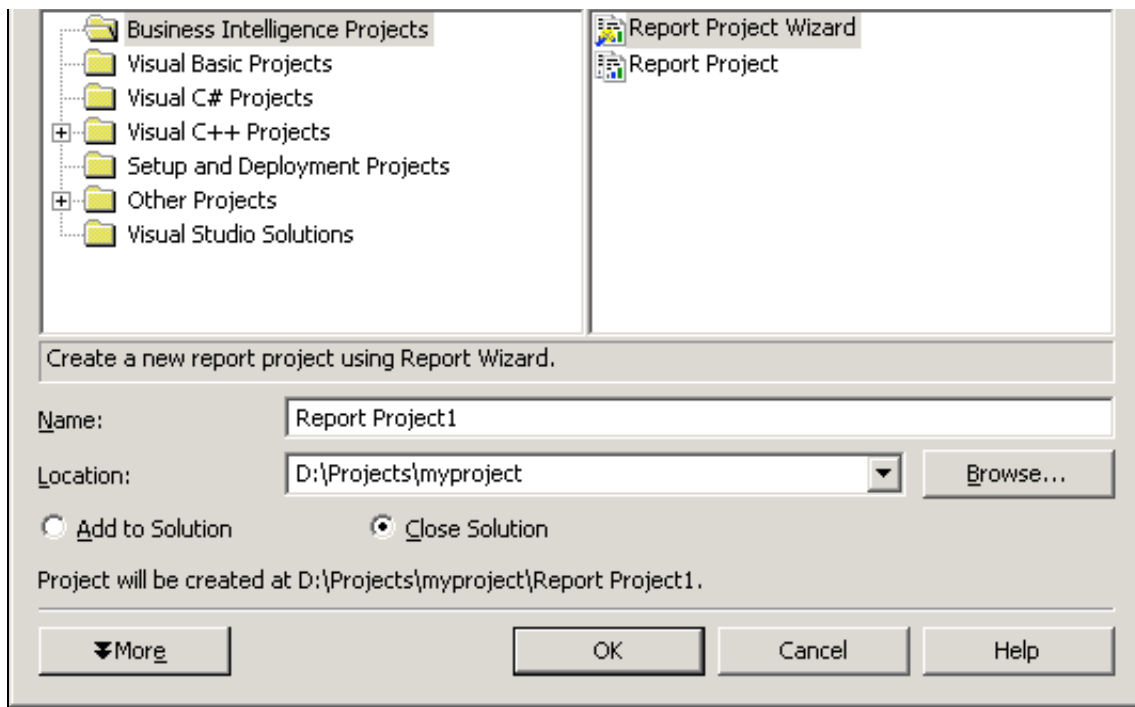 Business Intelligence Projects
Visual Basic Projects
Visual C# Projects
Visual C++ Projects
Setup and Deployment Projects
Other Projects
Visual Studio Solutions
Report Project Wizard
Report Project
Create a new report project using Report Wizard.
Name: Report Project1
Location: D:\Projects\myproject Browse...
Add to Solution Close Solution
Project will be created at D:\Projects\myproject\Report Project1.
More OK Cancel Help